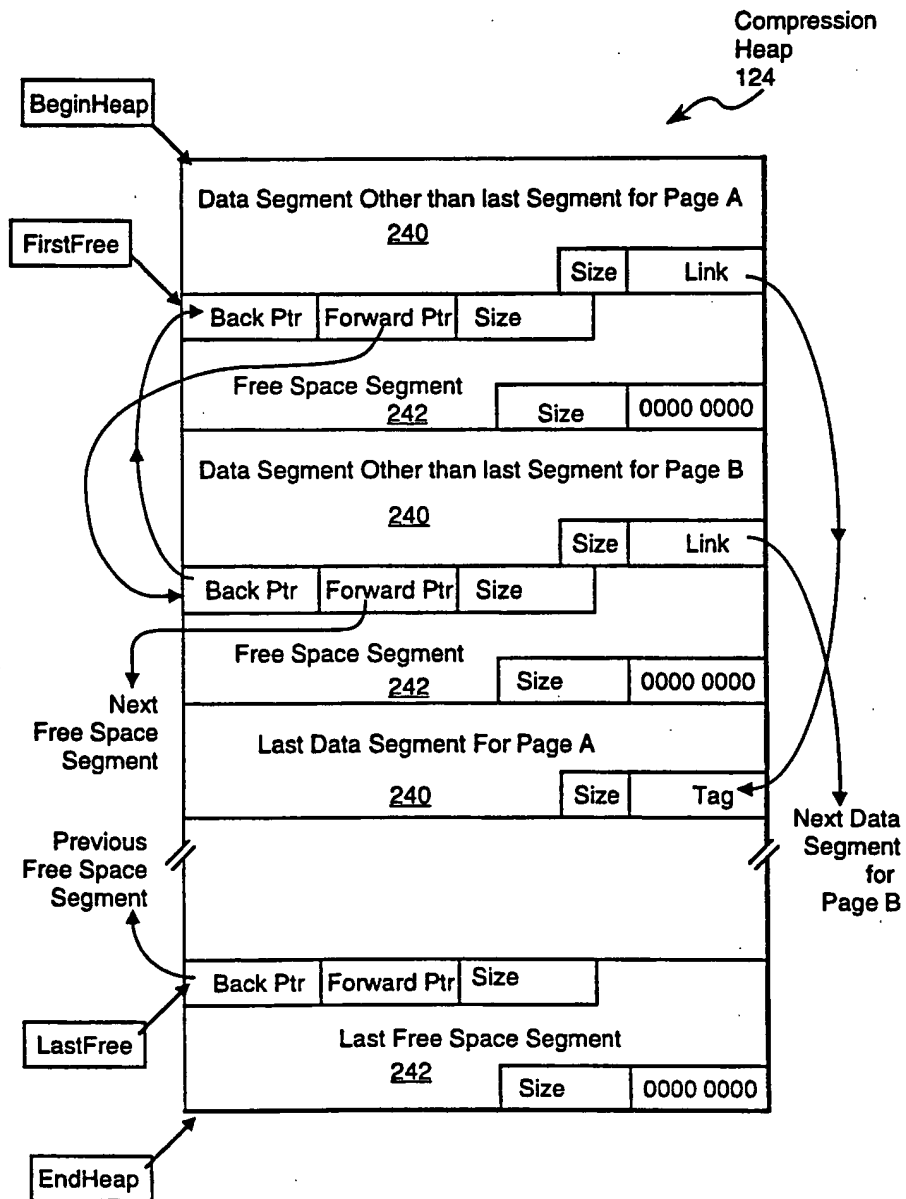 Compression
Heap
124
BeginHeap
Data Segment Other than last Segment for Page A
240
FirstFree
Size Link
Back Ptr Forward Ptr Size
Free Space Segment
242
Size 0000 0000
Data Segment Other than last Segment for Page B
240
Size Link
Back Ptr Forward Ptr Size
Free Space Segment
242
Size 0000 0000
Next
Free Space
Segment
Last Data Segment For Page A
240
Size Tag
Next Data
Segment
for
Page B
Previous
Free Space
Segment
Back Ptr Forward Ptr Size
LastFree
Last Free Space Segment
242
Size 0000 0000
EndHeap